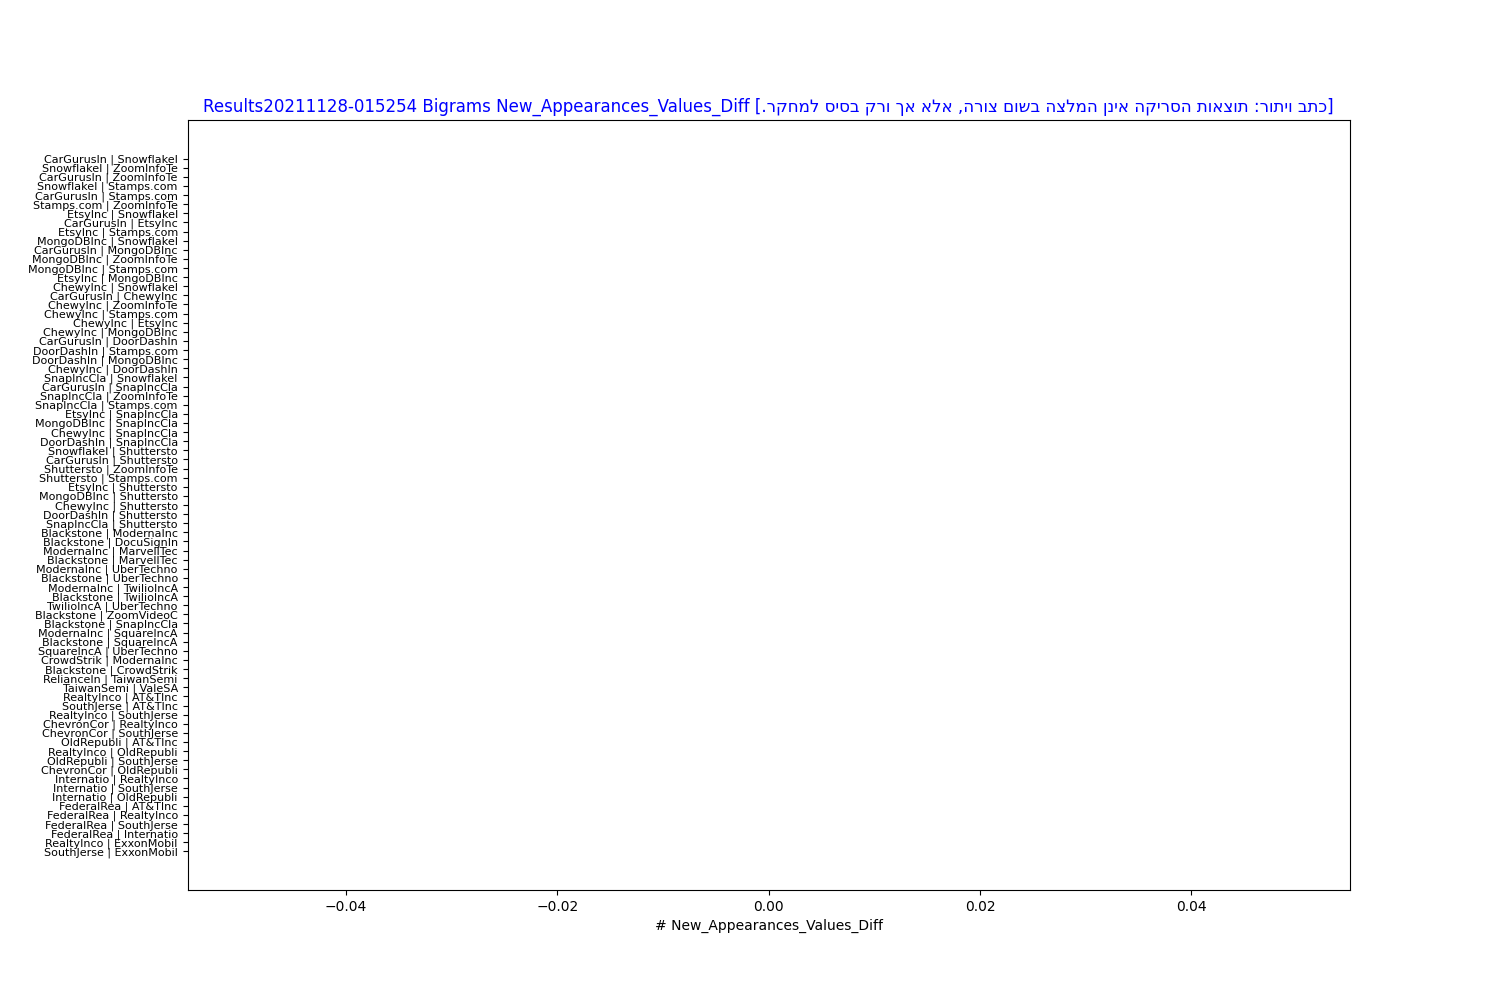 Results20211128-015254 Bigrams New_Appearances_Values_Diff [כתב ויתור: תוצאות הסריקה אינן המלצה בשום צורה, אלא אך ורק בסיס למחקר.]
CarGurusIn | SnowflakeI
SnowflakeI | ZoomInfoTe
CarGurusIn | ZoomInfoTe
SnowflakeI | Stamps.com
CarGurusIn | Stamps.com
Stamps.com | ZoomInfoTe
EtsyInc | SnowflakeI
CarGurusIn | EtsyInc
EtsyInc | Stamps.com
MongoDBInc | SnowflakeI
CarGurusIn | MongoDBInc
MongoDBInc | ZoomInfoTe
MongoDBInc | Stamps.com
EtsyInc | MongoDBInc
ChewyInc | SnowflakeI
CarGurusIn | ChewyInc
ChewyInc | ZoomInfoTe
ChewyInc | Stamps.com
ChewyInc | EtsyInc
ChewyInc | MongoDBInc
CarGurusIn | DoorDashIn
DoorDashIn | Stamps.com
DoorDashIn | MongoDBInc
ChewyInc | DoorDashIn
SnapIncCla | SnowflakeI
CarGurusIn | SnapIncCla
SnapIncCla | ZoomInfoTe
SnapIncCla | Stamps.com
EtsyInc | SnapIncCla
MongoDBInc | SnapIncCla
ChewyInc | SnapIncCla
DoorDashIn | SnapIncCla
SnowflakeI | Shuttersto
CarGurusIn | Shuttersto
Shuttersto | ZoomInfoTe
Shuttersto | Stamps.com
EtsyInc | Shuttersto
MongoDBInc | Shuttersto
ChewyInc | Shuttersto
DoorDashIn | Shuttersto
SnapIncCla | Shuttersto
Blackstone | ModernaInc
Blackstone | DocuSignIn
ModernaInc | MarvellTec
Blackstone | MarvellTec
ModernaInc | UberTechno
Blackstone | UberTechno
ModernaInc | TwilioIncA
Blackstone | TwilioIncA
TwilioIncA | UberTechno
Blackstone | ZoomVideoC
Blackstone | SnapIncCla
ModernaInc | SquareIncA
Blackstone | SquareIncA
SquareIncA | UberTechno
CrowdStrik | ModernaInc
Blackstone | CrowdStrik
RelianceIn | TaiwanSemi
TaiwanSemi | ValeSA
RealtyInco | AT&TInc
SouthJerse | AT&TInc
RealtyInco | SouthJerse
ChevronCor | RealtyInco
ChevronCor | SouthJerse
OldRepubli | AT&TInc
RealtyInco | OldRepubli
OldRepubli | SouthJerse
ChevronCor | OldRepubli
Internatio | RealtyInco
Internatio | SouthJerse
Internatio | OldRepubli
FederalRea | AT&TInc
FederalRea | RealtyInco
FederalRea | SouthJerse
FederalRea | Internatio
RealtyInco | ExxonMobil
SouthJerse | ExxonMobil
−0.04 −0.02 0.00 0.02 0.04
# New_Appearances_Values_Diff